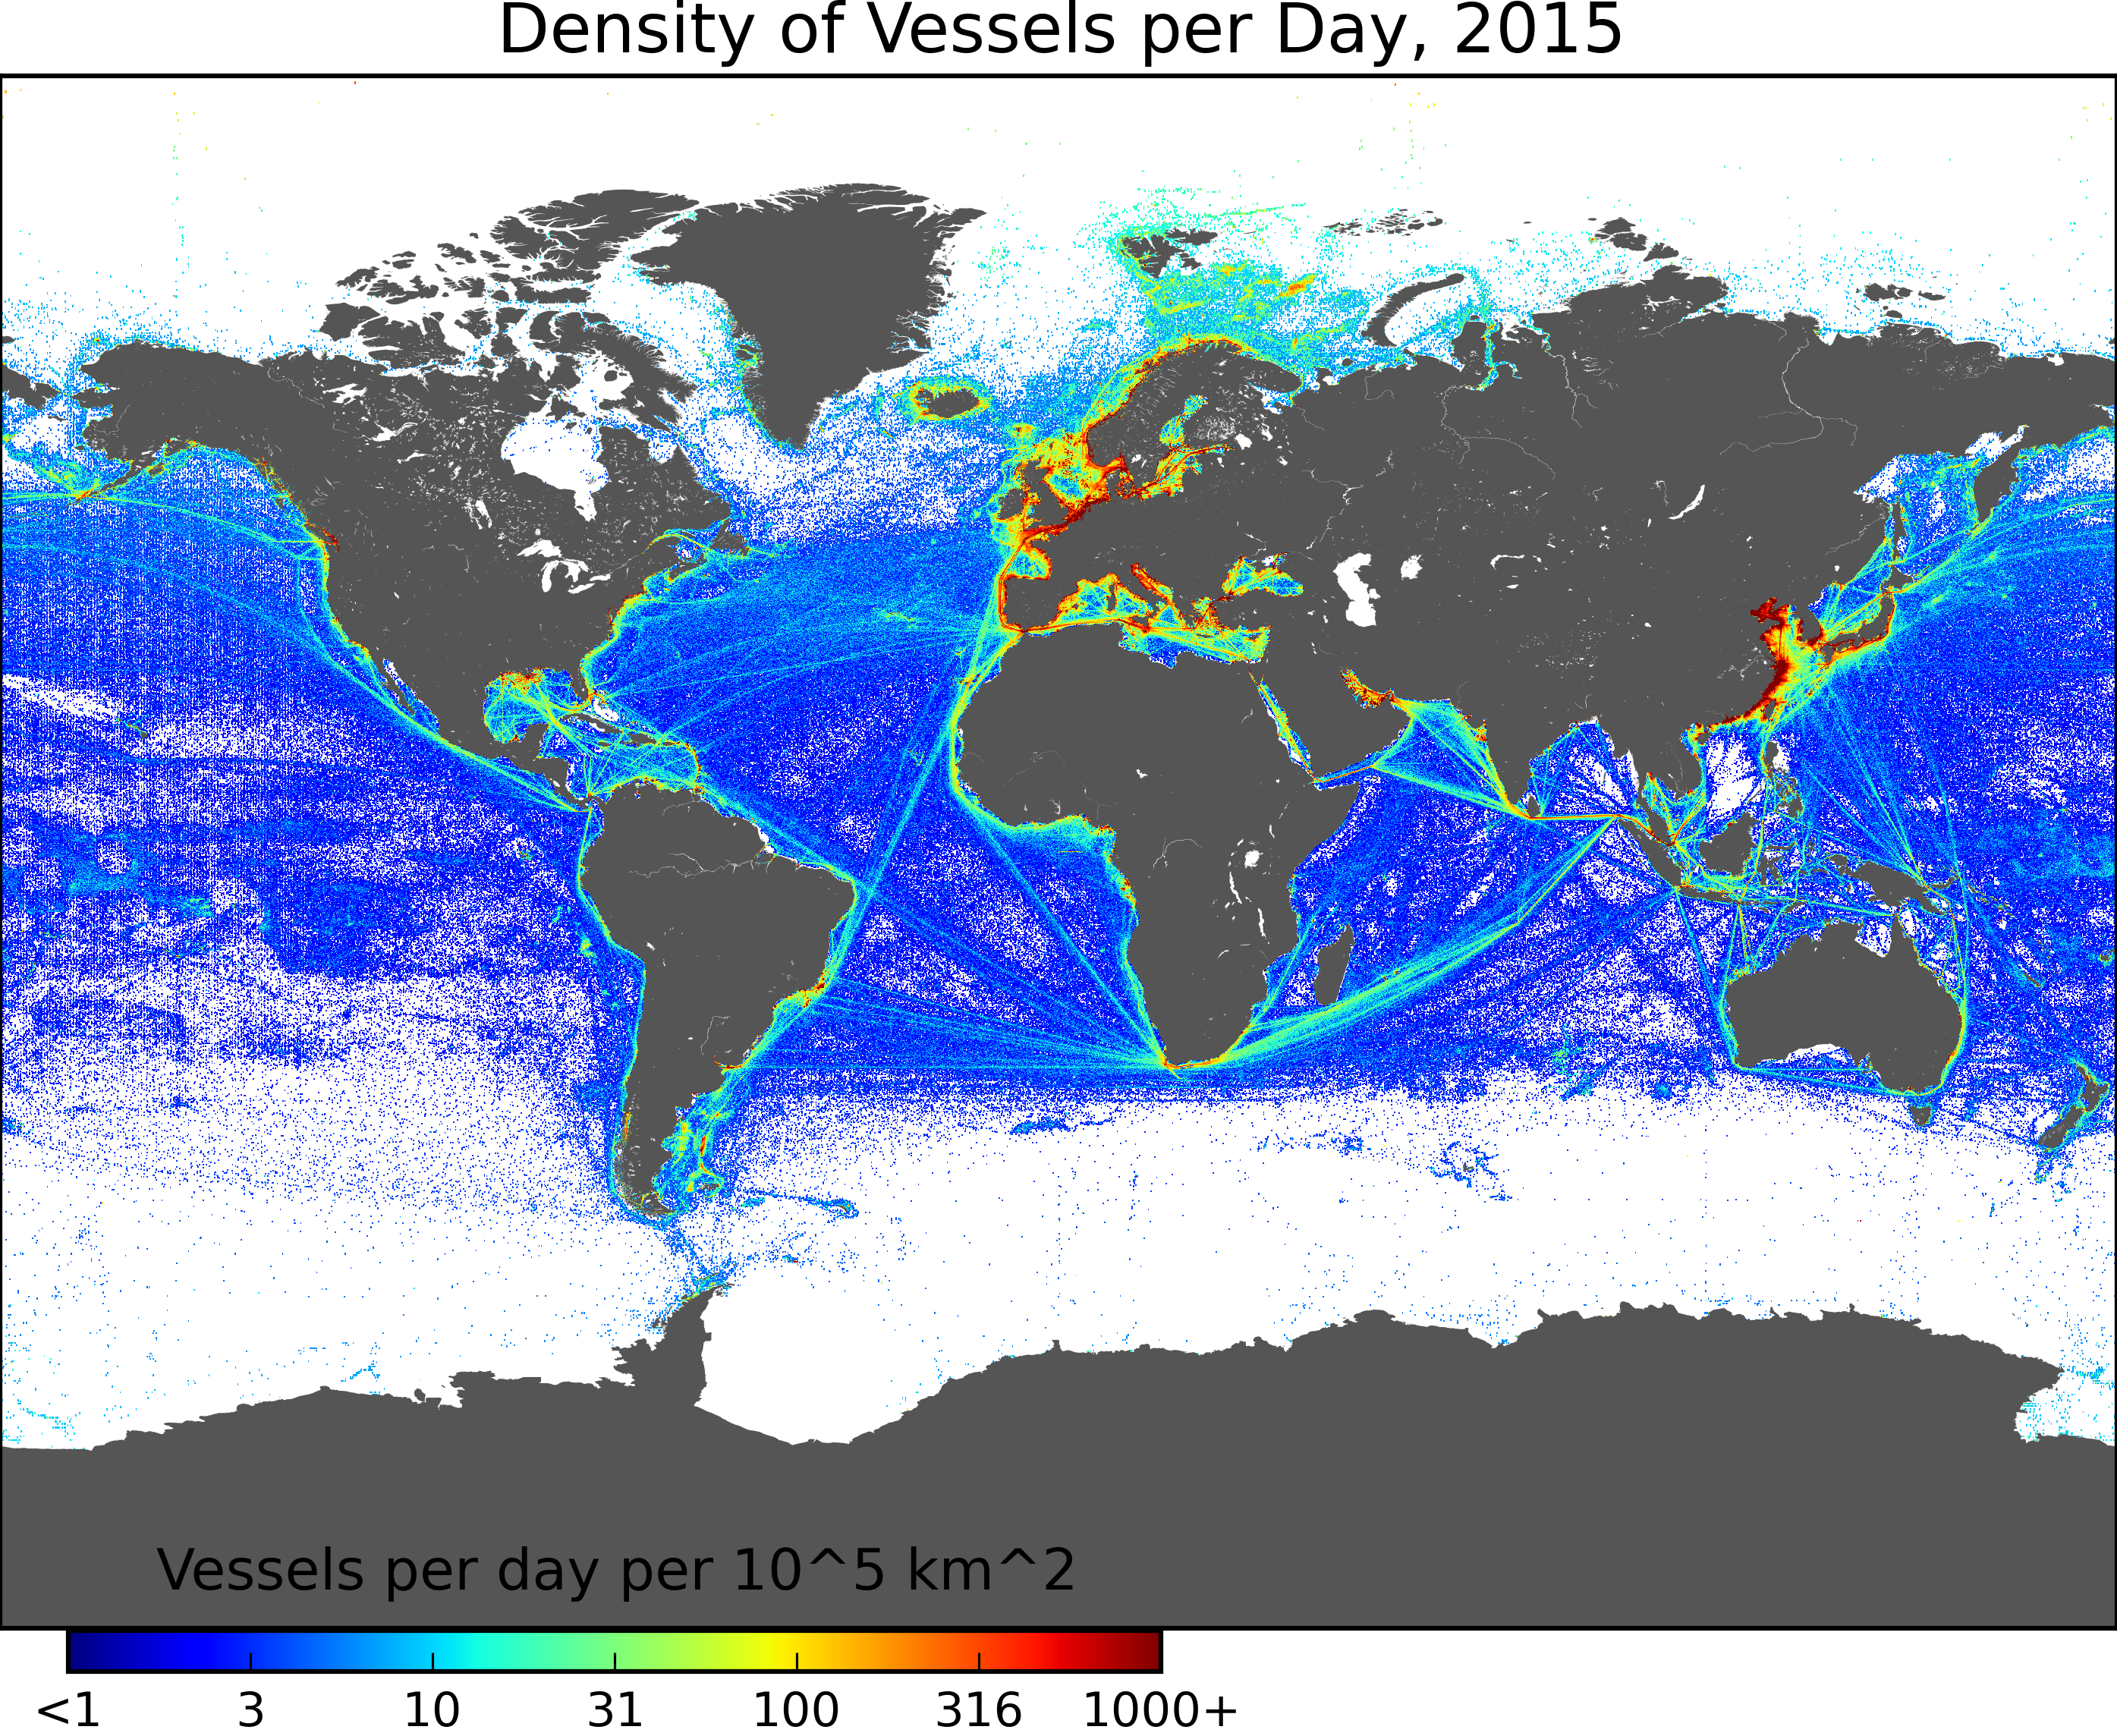 Density of Vessels per Day, 2015
Vessels per day per 10^5 km^2
<1 3 10 31 100 316 1000+